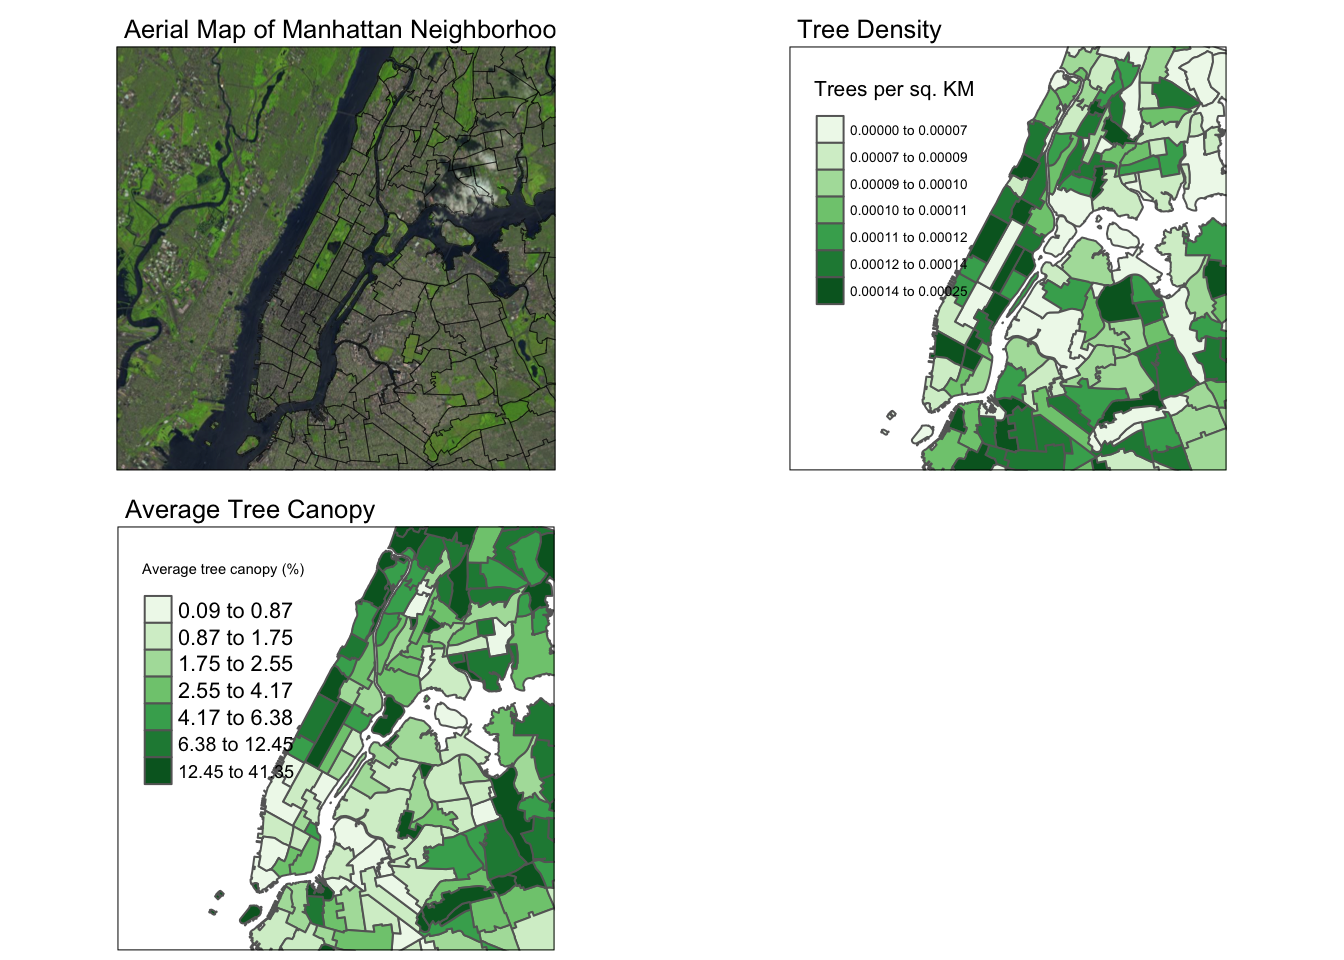 Aerial Map of Manhattan Neighborhoo
Tree Density
Trees per sq. KM
0.00000 to 0.00007
0.00007 to 0.00009
0.00009 to 0.00010
0.00010 to 0.00011
0.00011 to 0.00012
0.00012 to 0.00014
0.00014 to 0.00025
Average Tree Canopy
Average tree canopy (%)
0.09 to 0.87
0.87 to 1.75
1.75 to 2.55
2.55 to 4.17
4.17 to 6.38
6.38 to 12.45
12.45 to 41.35